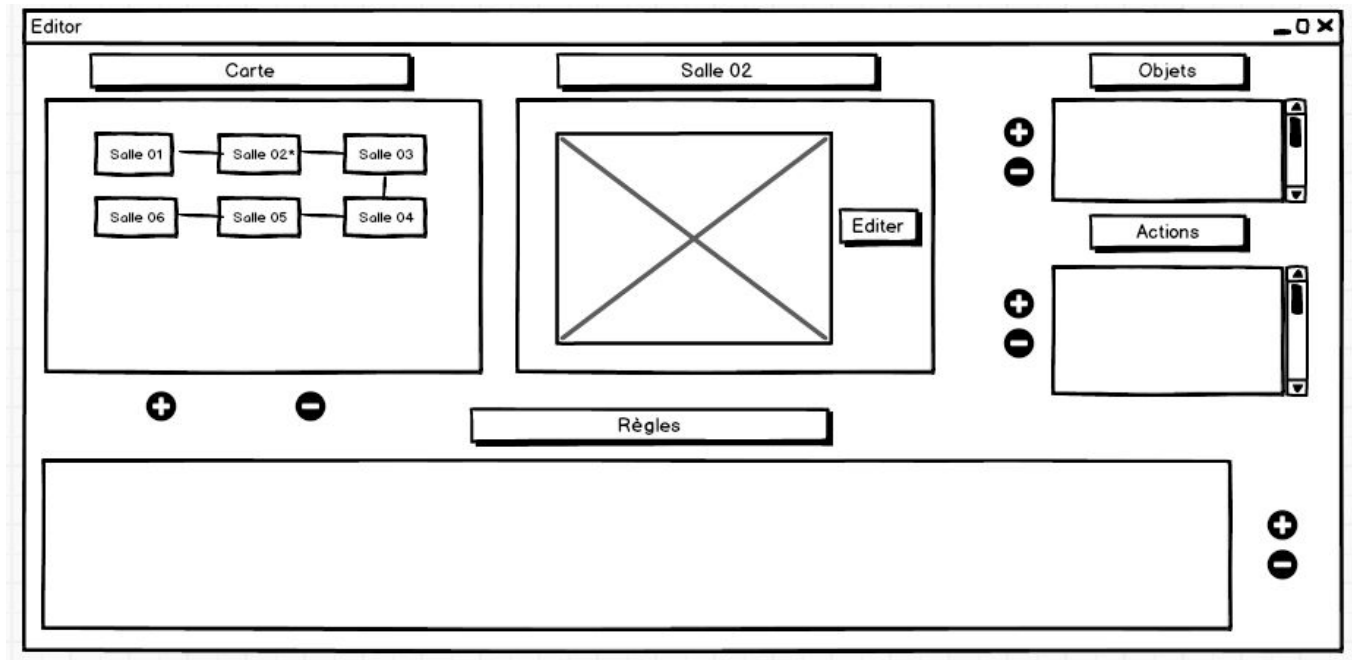 Editor
Carte
Salle 02
Objets
Salle 01
Salle 02*
Salle 03
Salle 06
Salle 05
Salle 04
Editer
Actions
Règles